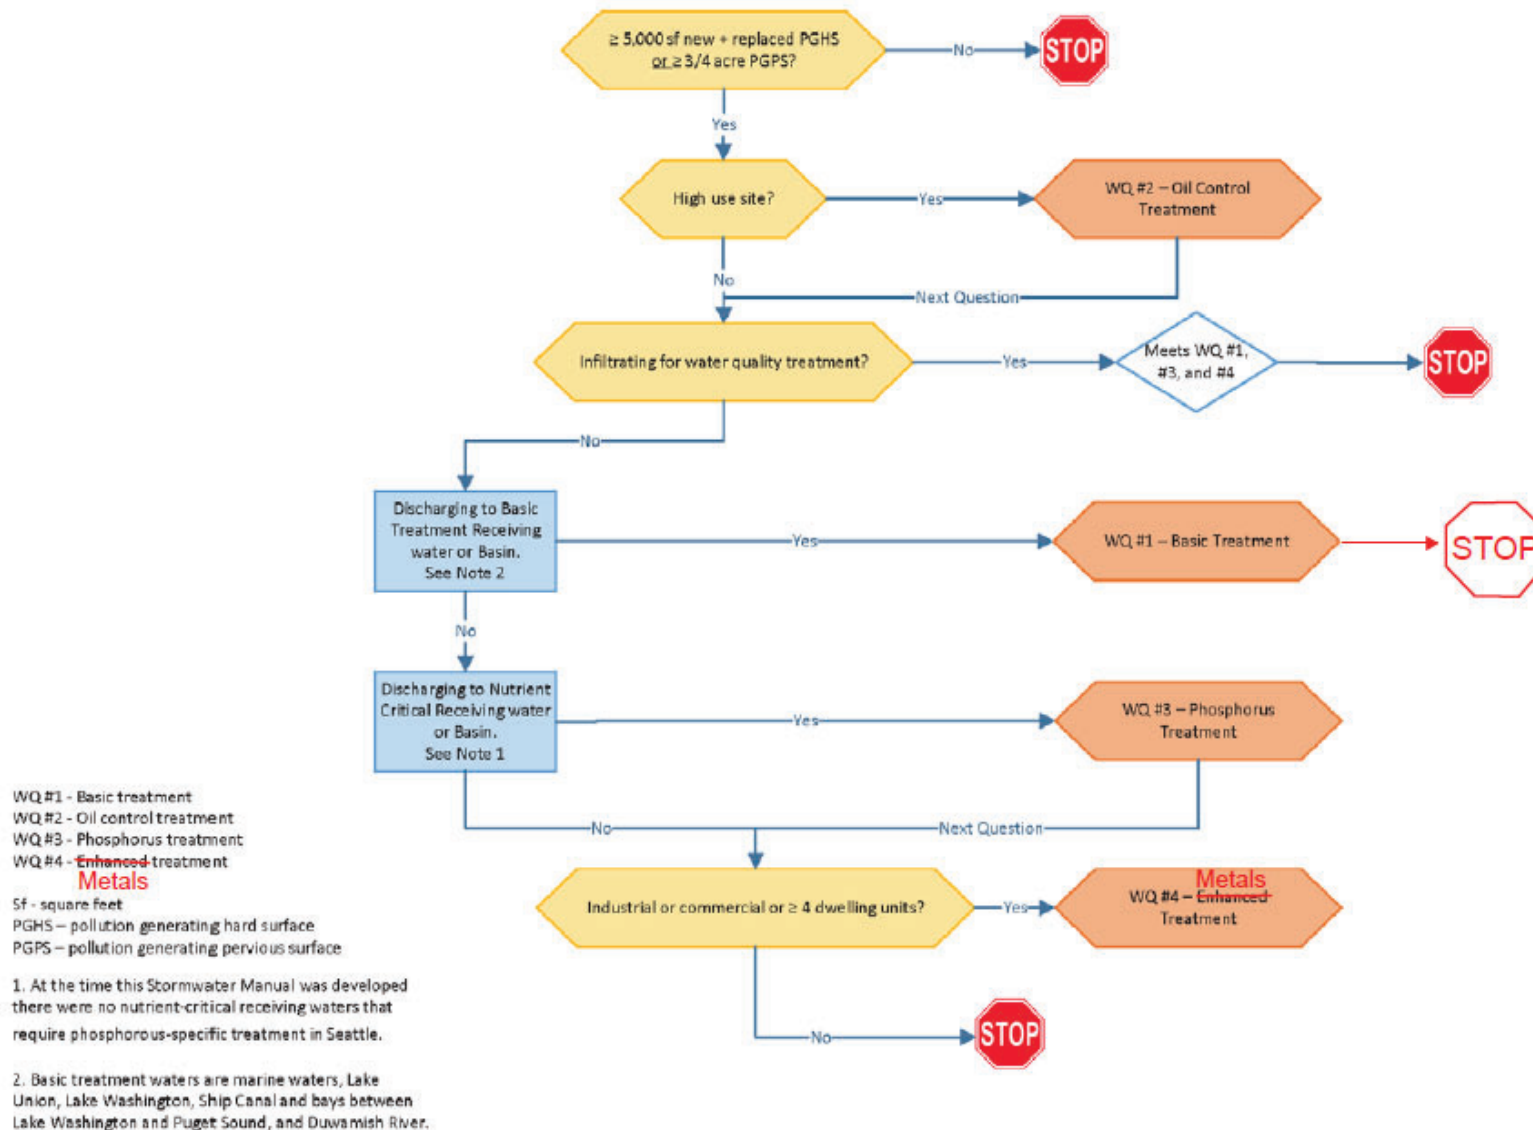 ≥ 5,000 sf new + replaced PGHS
or ≥ 3/4 acre PGPS?
No
STOP
Yes
High use site?
Yes
WQ #2 – Oil Control
Treatment
No
Next Question
Infiltrating for water quality treatment?
Yes
Meets WQ #1,
#3, and #4
STOP
No
Discharging to Basic
Treatment Receiving
water or Basin.
See Note 2
Yes
WQ #1 – Basic Treatment
STOP
No
Discharging to Nutrient
Critical Receiving water
or Basin.
See Note 1
Yes
WQ #3 – Phosphorus
Treatment
No
Next Question
Industrial or commercial or ≥ 4 dwelling units?
Yes
Metals
WQ #4 – Enhanced
Treatment
No
STOP
WQ #1 - Basic treatment
WQ #2 - Oil control treatment
WQ #3 - Phosphorus treatment
WQ #4 - Enhanced treatment
Metals
Sf - square feet
PGHS – pollution generating hard surface
PGPS – pollution generating pervious surface
1. At the time this Stormwater Manual was developed
there were no nutrient-critical receiving waters that
require phosphorous-specific treatment in Seattle.
2. Basic treatment waters are marine waters, Lake
Union, Lake Washington, Ship Canal and bays between
Lake Washington and Puget Sound, and Duwamish River.